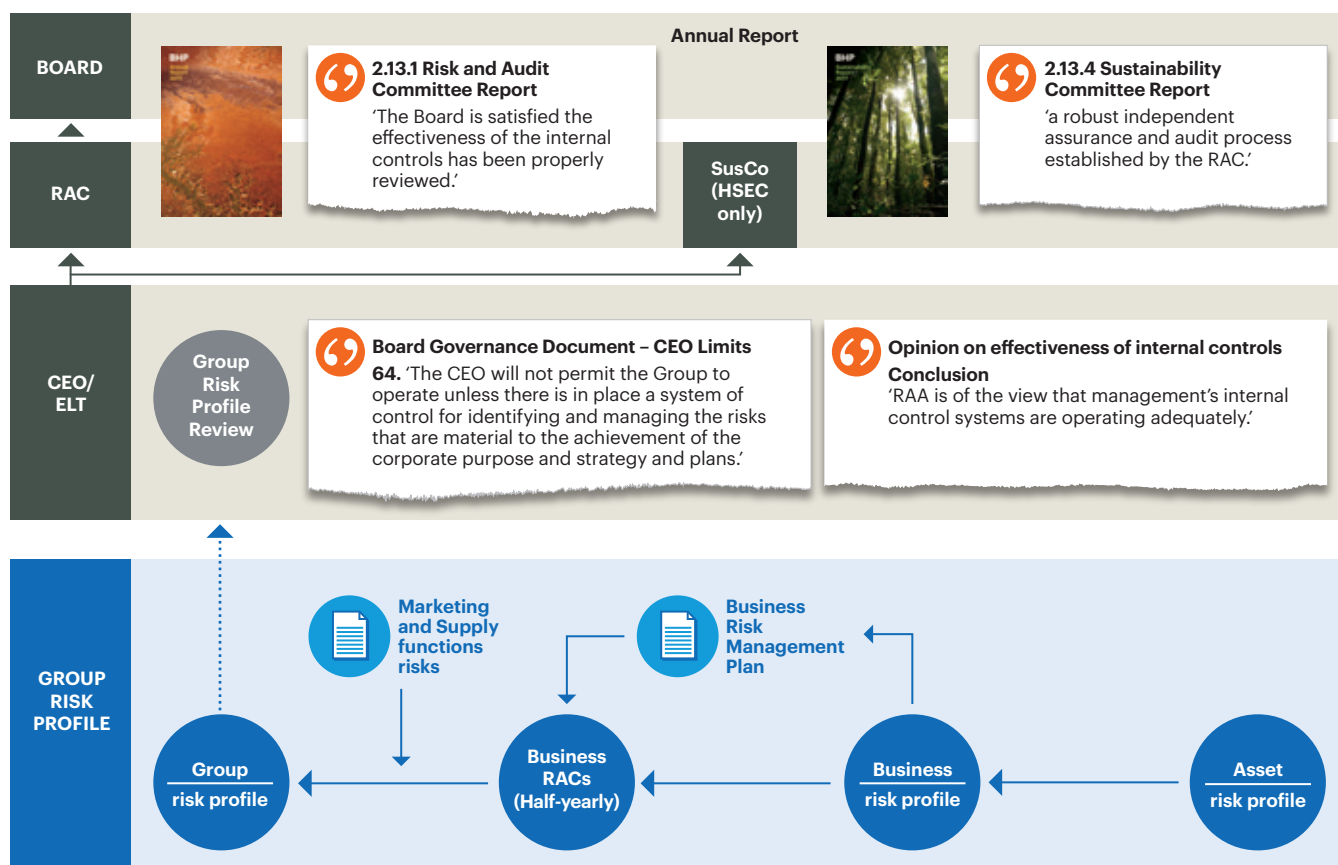 Annual Report
BOARD
BHP
2.13.1 Risk and Audit
Committee Report
‘The Board is satisfied the
effectiveness of the internal
controls has been properly
reviewed.’
BHP
2.13.4 Sustainability
Committee Report
‘a robust independent
assurance and audit process
established by the RAC.’
RAC
SusCo
(HSEC
only)
CEO/
ELT
Group
Risk
Profile
Review
Board Governance Document – CEO Limits
64. ‘The CEO will not permit the Group to
operate unless there is in place a system of
control for identifying and managing the risks
that are material to the achievement of the
corporate purpose and strategy and plans.’
Opinion on effectiveness of internal controls
Conclusion
‘RAA is of the view that management’s internal
control systems are operating adequately.’
GROUP
RISK
PROFILE
Marketing
and Supply
functions
risks
Business
Risk
Management
Plan
Group
risk profile
Business
RACs
(Half-yearly)
Business
risk profile
Asset
risk profile